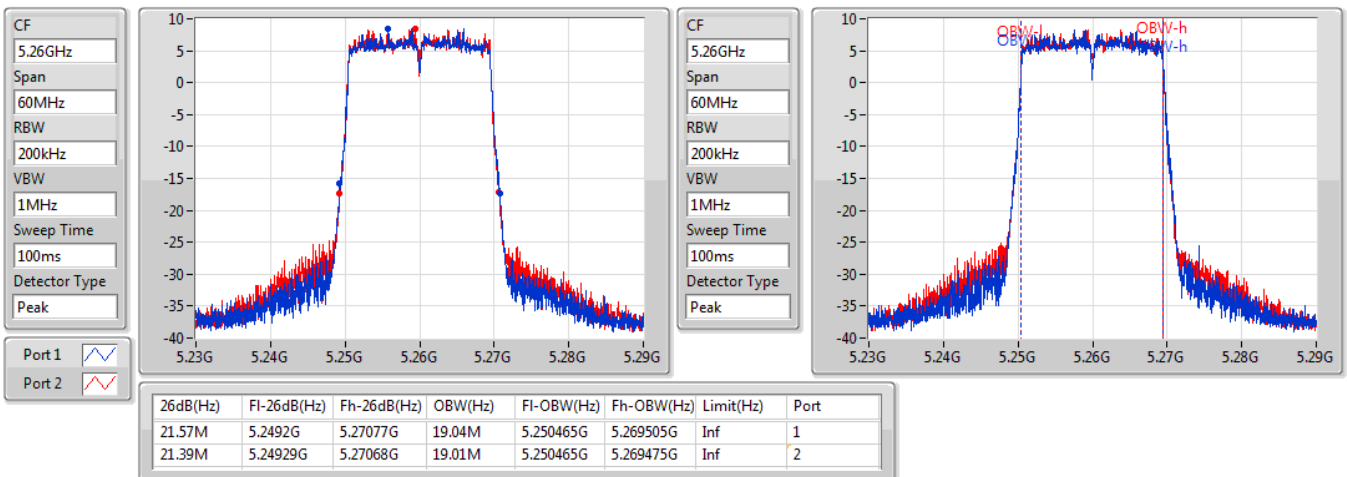 CF
5.26GHz
Span
60MHz
RBW
200kHz
VBW
1MHz
Sweep Time
100ms
Detector Type
Peak
10
5
0
-5
-10
-15
-20
-25
-30
-35
-40
5.23G 5.24G 5.25G 5.26G 5.27G 5.28G 5.29G
Port 1
Port 2
CF
5.26GHz
Span
60MHz
RBW
200kHz
VBW
1MHz
Sweep Time
100ms
Detector Type
Peak
10
5
0
-5
-10
-15
-20
-25
-30
-35
-40
OBW-h
5.23G 5.24G 5.25G 5.26G 5.27G 5.28G 5.29G
26dB(Hz) Fl-26dB(Hz) Fh-26dB(Hz) OBW(Hz) Fl-OBW(Hz) Fh-OBW(Hz) Limit(Hz) Port
21.57M 5.2492G 5.27077G 19.04M 5.250465G 5.269505G Inf 1
21.39M 5.24929G 5.27068G 19.01M 5.250465G 5.269475G Inf 2